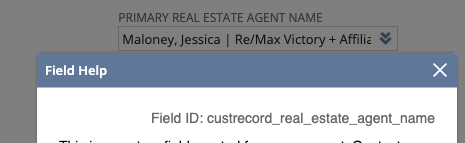 PRIMARY REAL ESTATE AGENT NAME
Maloney, Jessica | Re/Max Victory + Affilia
Field Help
Field ID: custrecord_real_estate_agent_name